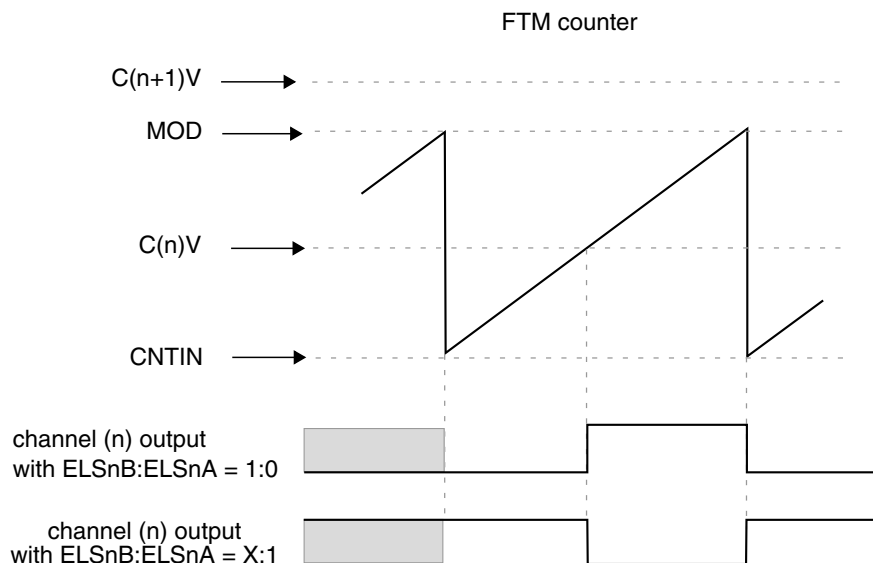 FTM counter
C(n+1)V
MOD
C(n)V
CNTIN
channel (n) output
with ELSnB:ELSnA = 1:0
channel (n) output
with ELSnB:ELSnA = X:1